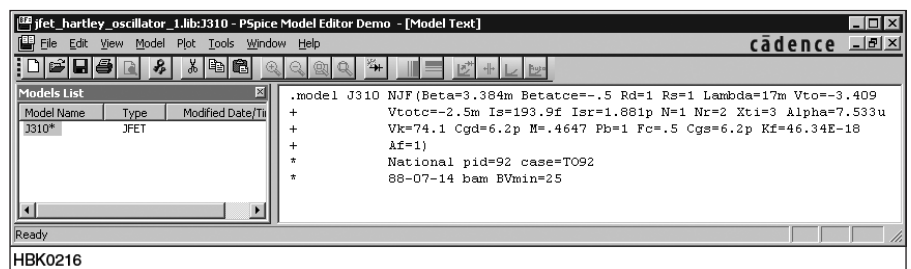 jfet_hartley_oscillator_1.lib:J310 - PSpice Model Editor Demo - [Model Text]
File Edit View Model Plot Tools Window Help
cādence
Models List
Model Name Type Modified Date/Ti
J310* JFET
.model J310 NJF(Beta=3.384m Betatce=-.5 Rd=1 Rs=1 Lambda=17m Vto=-3.409
+ Vtotc=-2.5m Is=193.9f Isr=1.881p N=1 Nr=2 Xti=3 Alpha=7.533u
+ Vk=74.1 Cgd=6.2p M=.4647 Pb=1 Fc=.5 Cgs=6.2p Kf=46.34E-18
+ Af=1)
* National pid=92 case=TO92
* 88-07-14 bam BVmin=25
Ready
HBK0216